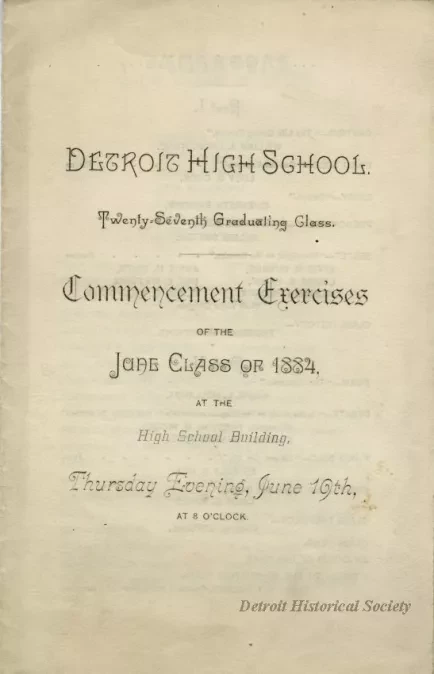 Detroit High School.
Twenty-Seventh Graduating Class.
Commencement Exercises
OF THE
June Class of 1884,
AT THE
High School Building,
Thursday Evening, June 19th,
AT 8 O'CLOCK.
Detroit Historical Society